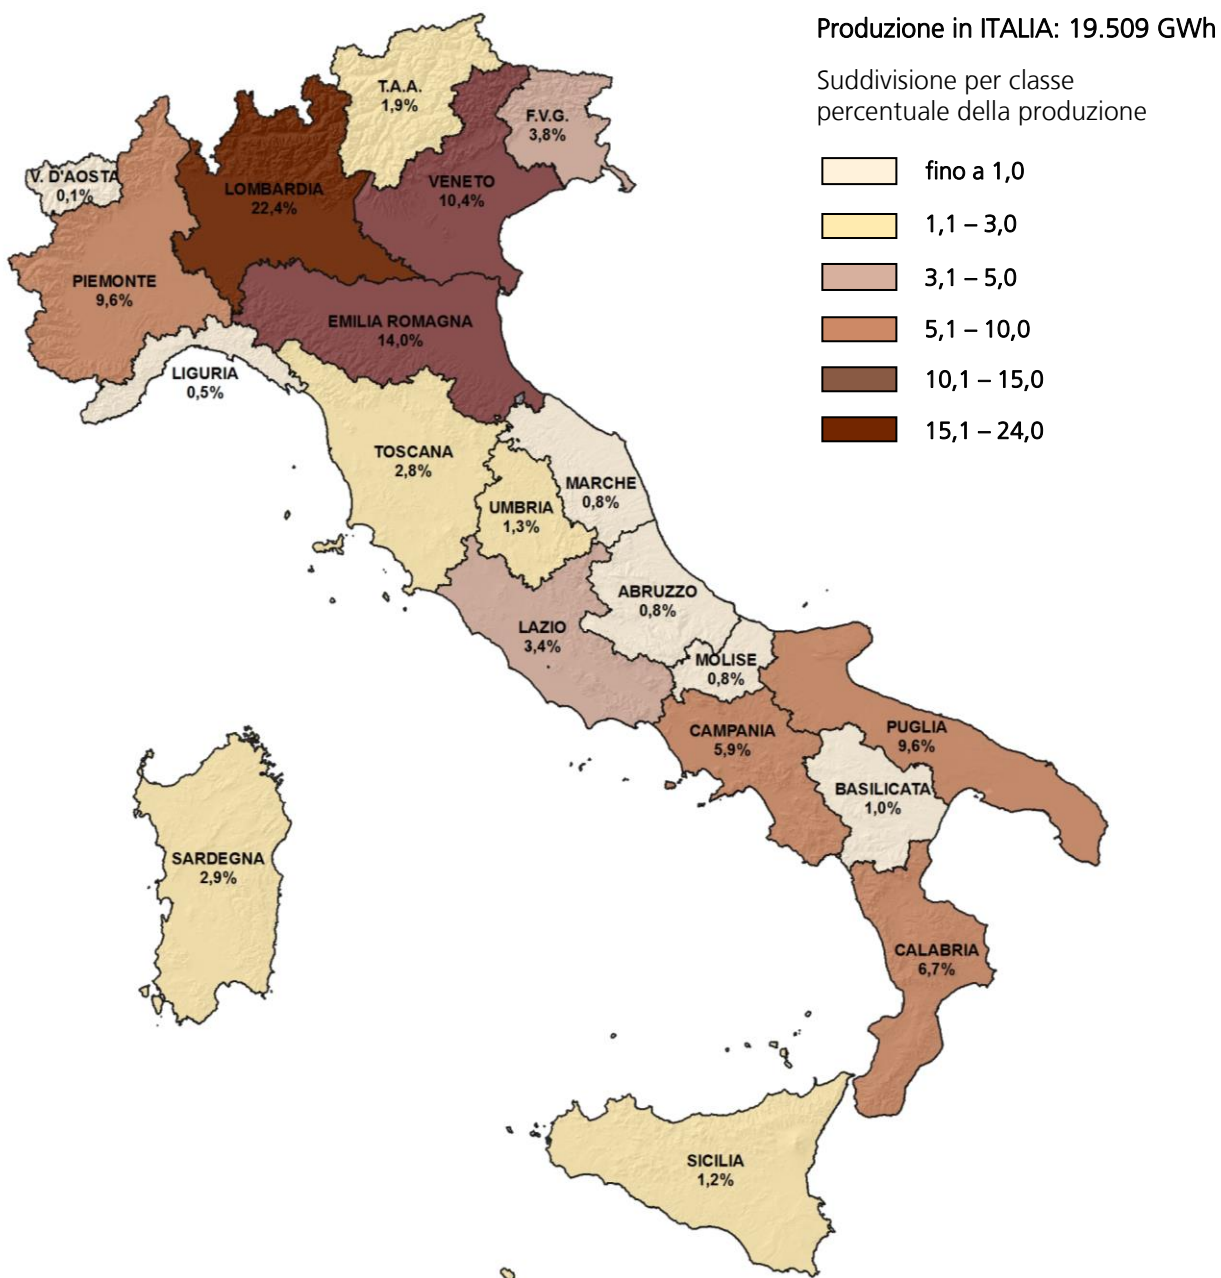 Produzione in ITALIA: 19.509 GWh
Suddivisione per classe
percentuale della produzione
fino a 1,0
1,1 – 3,0
3,1 – 5,0
5,1 – 10,0
10,1 – 15,0
15,1 – 24,0
T.A.A.
1,9%
F.V.G.
3,8%
V. D'AOSTA
0,1%
LOMBARDIA
22,4%
VENETO
10,4%
PIEMONTE
9,6%
EMILIA ROMAGNA
14,0%
LIGURIA
0,5%
TOSCANA
2,8%
MARCHE
0,8%
UMBRIA
1,3%
ABRUZZO
0,8%
LAZIO
3,4%
MOLISE
0,8%
CAMPANIA
5,9%
PUGLIA
9,6%
BASILICATA
1,0%
SARDEGNA
2,9%
CALABRIA
6,7%
SICILIA
1,2%